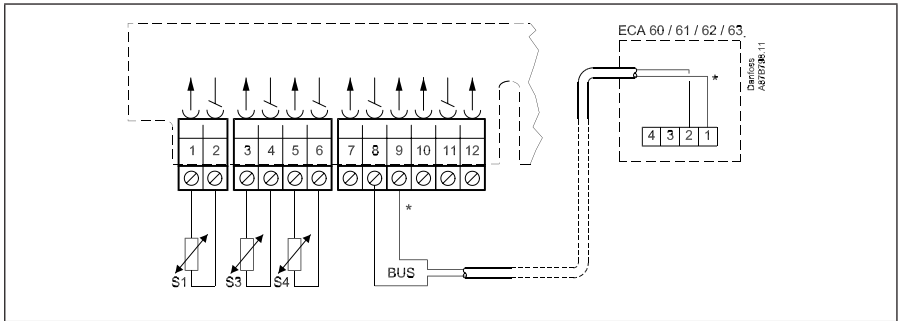 ECA 60 / 61 / 62 / 63
Danfoss
A87B798.11
*
4 3 2 1
1 2 3 4 5 6 7 8 9 10 11 12
*
S1 S3 S4 BUS